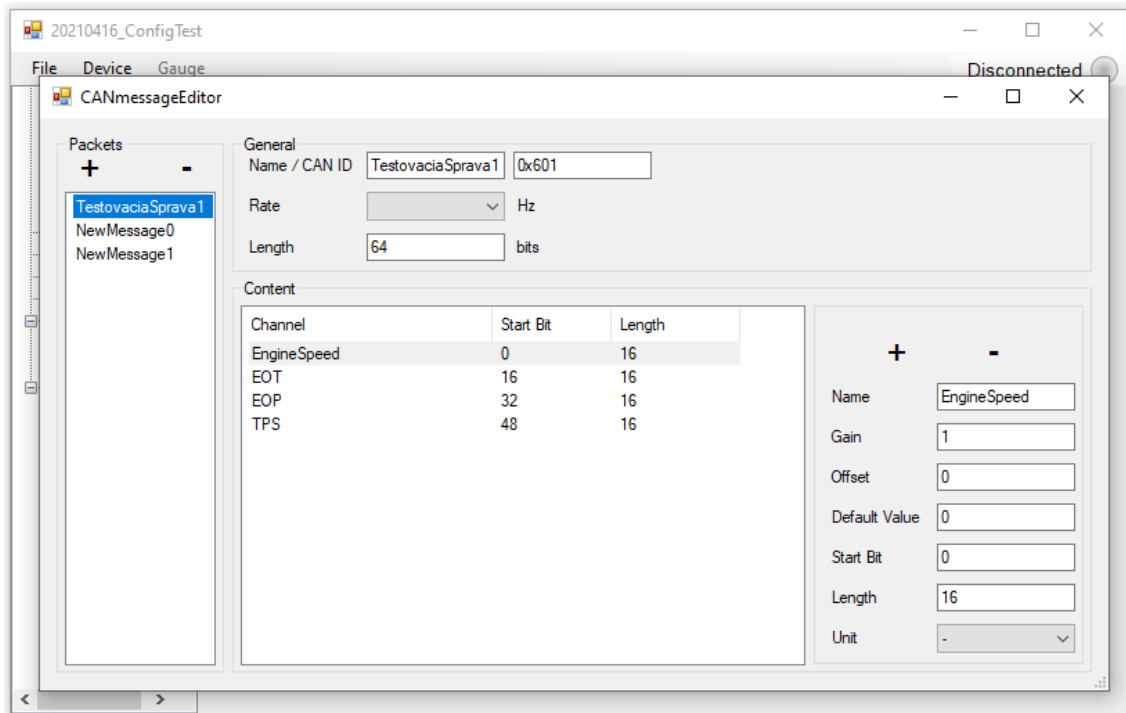 20210416_ConfigTest
File Device Gauge
Disconnected
CANmessageEditor
Packets
+ -
TestovaciaSprava1
NewMessage0
NewMessage1
General
Name / CAN ID TestovaciaSprava1 0x601
Rate Hz
Length 64 bits
Content
Channel Start Bit Length
EngineSpeed 0 16
EOT 16 16
EOP 32 16
TPS 48 16
+ -
Name EngineSpeed
Gain 1
Offset 0
Default Value 0
Start Bit 0
Length 16
Unit -